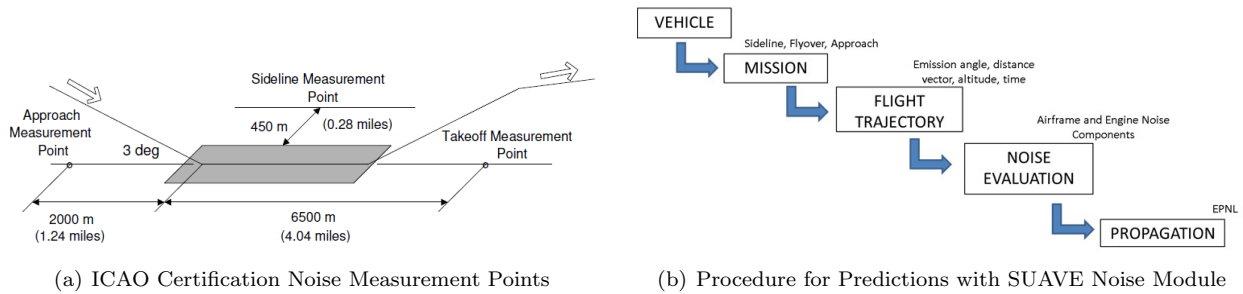 Sideline Measurement
Point
Approach
Measurement
Point
450 m
(0.28 miles)
Takeoff Measurement
Point
3 deg
2000 m
(1.24 miles)
6500 m
(4.04 miles)
(a) ICAO Certification Noise Measurement Points
VEHICLE
Sideline, Flyover, Approach
MISSION
Emission angle, distance
vector, altitude, time
FLIGHT
TRAJECTORY
Airframe and Engine Noise
Components
NOISE
EVALUATION
EPNL
PROPAGATION
(b) Procedure for Predictions with SUAVE Noise Module